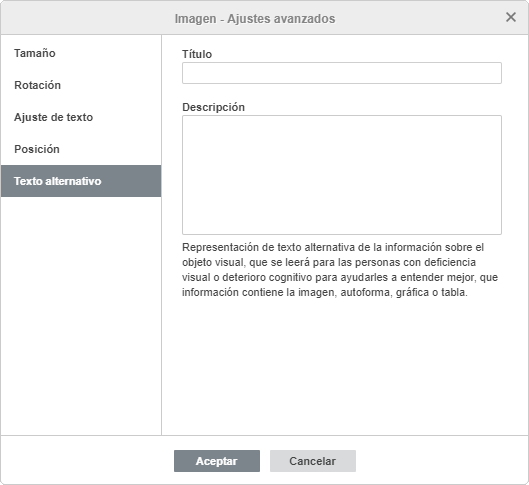 Imagen - Ajustes avanzados
Tamaño
Rotación
Ajuste de texto
Posición
Texto alternativo
Título
Descripción
Representación de texto alternativa de la información sobre el
objeto visual, que se leerá para las personas con deficiencia
visual o deterioro cognitivo para ayudarles a entender mejor, que
información contiene la imagen, autoforma, gráfica o tabla.
Aceptar
Cancelar